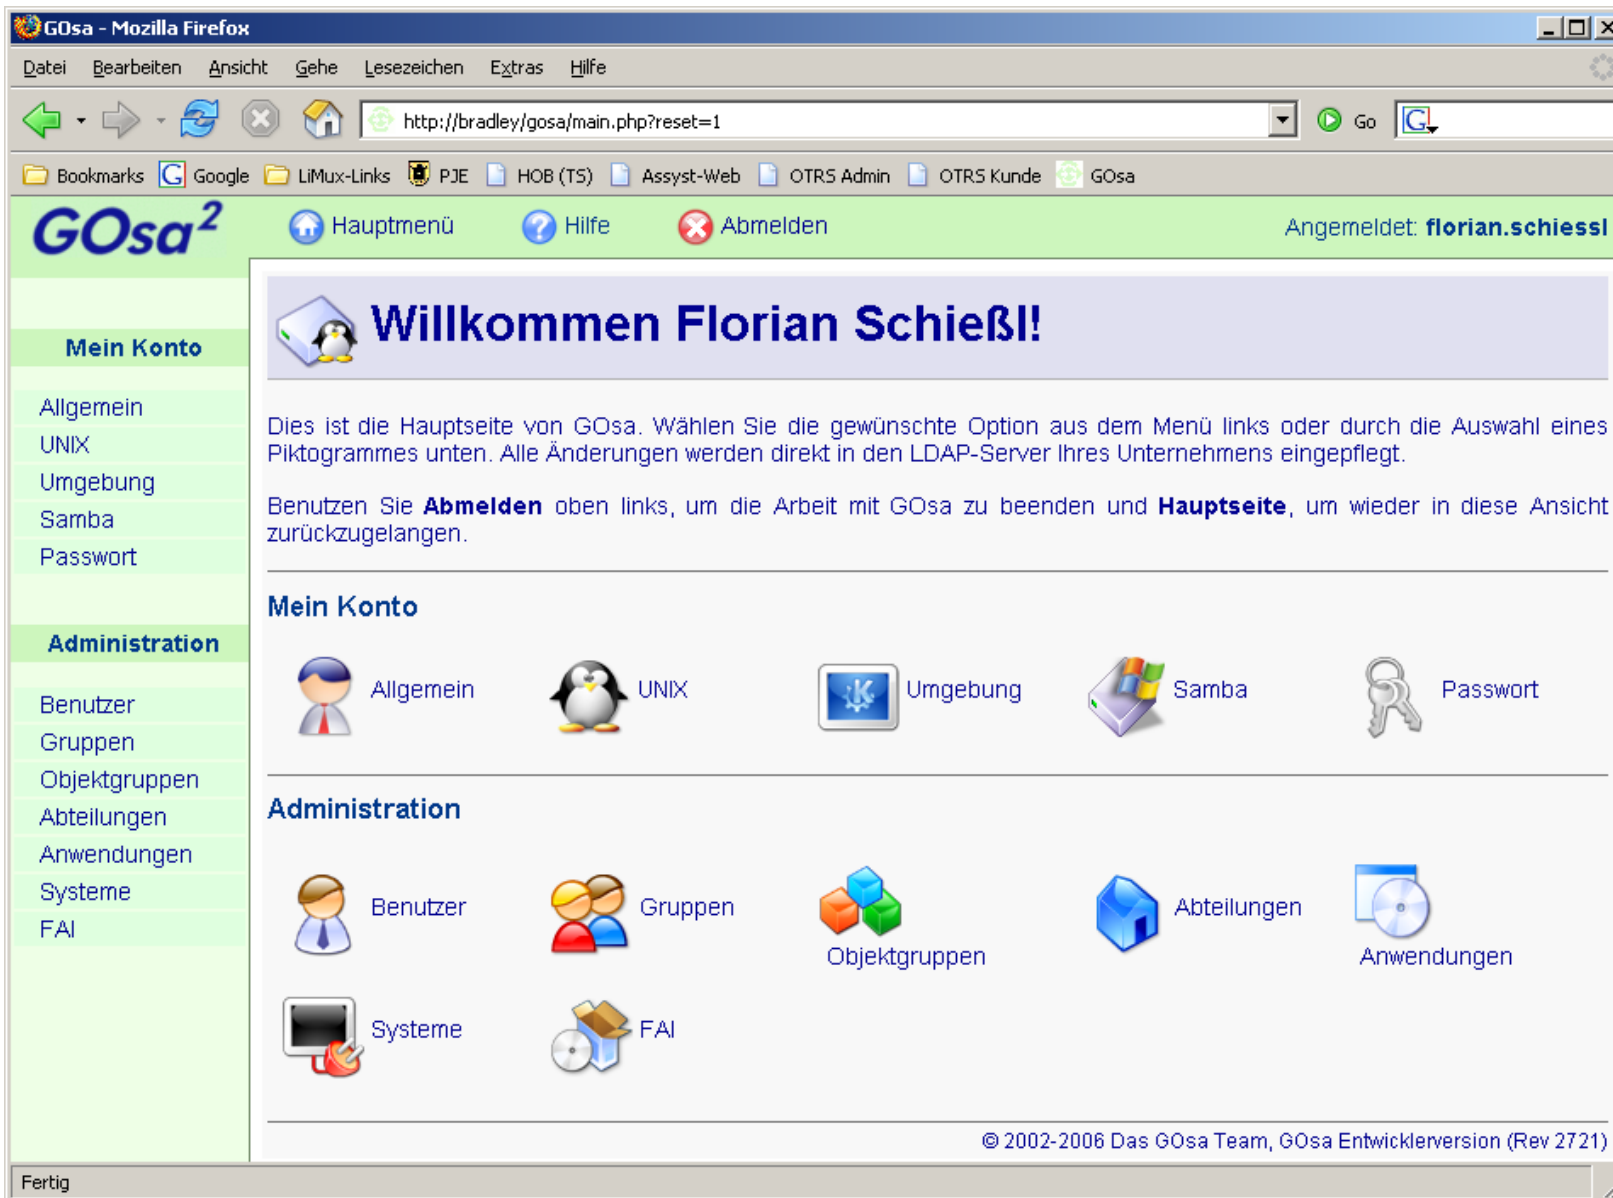 GOsa - Mozilla Firefox
Datei Bearbeiten Ansicht Gehe Lesezeichen Extras Hilfe
http://bradley/gosa/main.php?reset=1 Go
Bookmarks Google LiMux-Links PJE HOB (TS) Assyst-Web OTRS Admin OTRS Kunde GOsa
GOsa² Hauptmenü Hilfe Abmelden Angemeldet: florian.schiessl
Mein Konto
Allgemein
UNIX
Umgebung
Samba
Passwort
Administration
Benutzer
Gruppen
Objektgruppen
Abteilungen
Anwendungen
Systeme
FAI
Willkommen Florian Schießl!
Dies ist die Hauptseite von GOsa. Wählen Sie die gewünschte Option aus dem Menü links oder durch die Auswahl eines
Piktogrammes unten. Alle Änderungen werden direkt in den LDAP-Server Ihres Unternehmens eingepflegt.
Benutzen Sie Abmelden oben links, um die Arbeit mit GOsa zu beenden und Hauptseite, um wieder in diese Ansicht
zurückzugelangen.
Mein Konto
Allgemein UNIX Umgebung Samba Passwort
Administration
Benutzer Gruppen Objektgruppen Abteilungen Anwendungen
Systeme FAI
© 2002-2006 Das GOsa Team, GOsa Entwicklerversion (Rev 2721)
Fertig